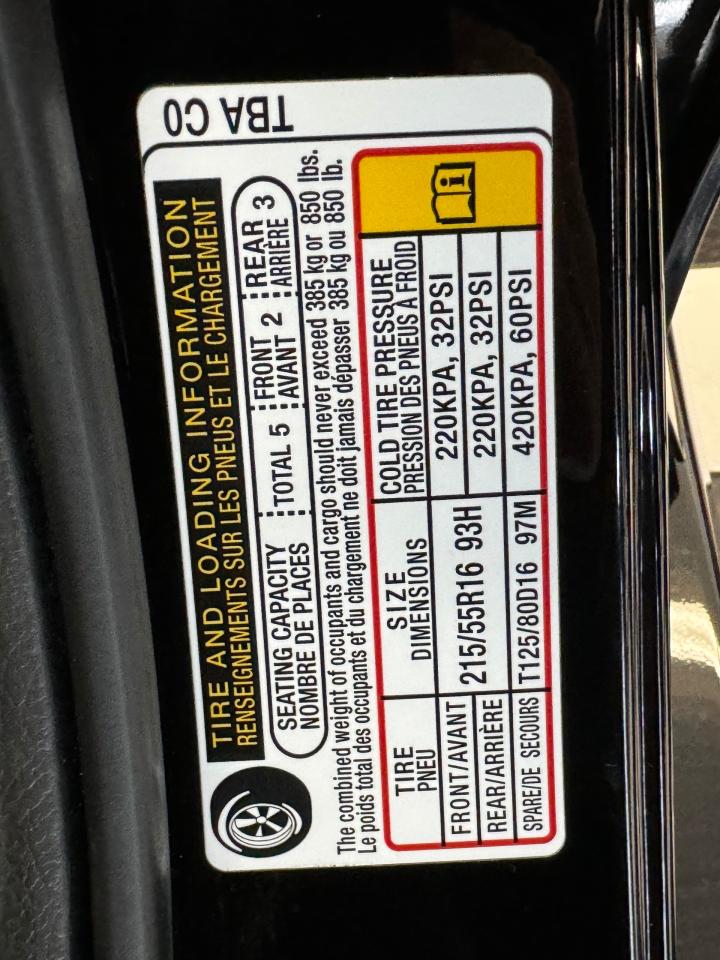 TBA C0
TIRE AND LOADING INFORMATION
RENSEIGNEMENTS SUR LES PNEUS ET LE CHARGEMENT
SEATING CAPACITY TOTAL 5 FRONT 2 REAR 3
NOMBRE DE PLACES AVANT ARRIÈRE
The combined weight of occupants and cargo should never exceed 385 kg or 850 lbs.
Le poids total des occupants et du chargement ne doit jamais dépasser 385 kg ou 850 lb.
TIRE SIZE COLD TIRE PRESSURE
PNEU DIMENSIONS PRESSION DES PNEUS À FROID
FRONT/AVANT 215/55R16 93H 220KPA, 32PSI
REAR/ARRIÈRE 220KPA, 32PSI
SPARE/DE SECOURS T125/80D16 97M 420KPA, 60PSI